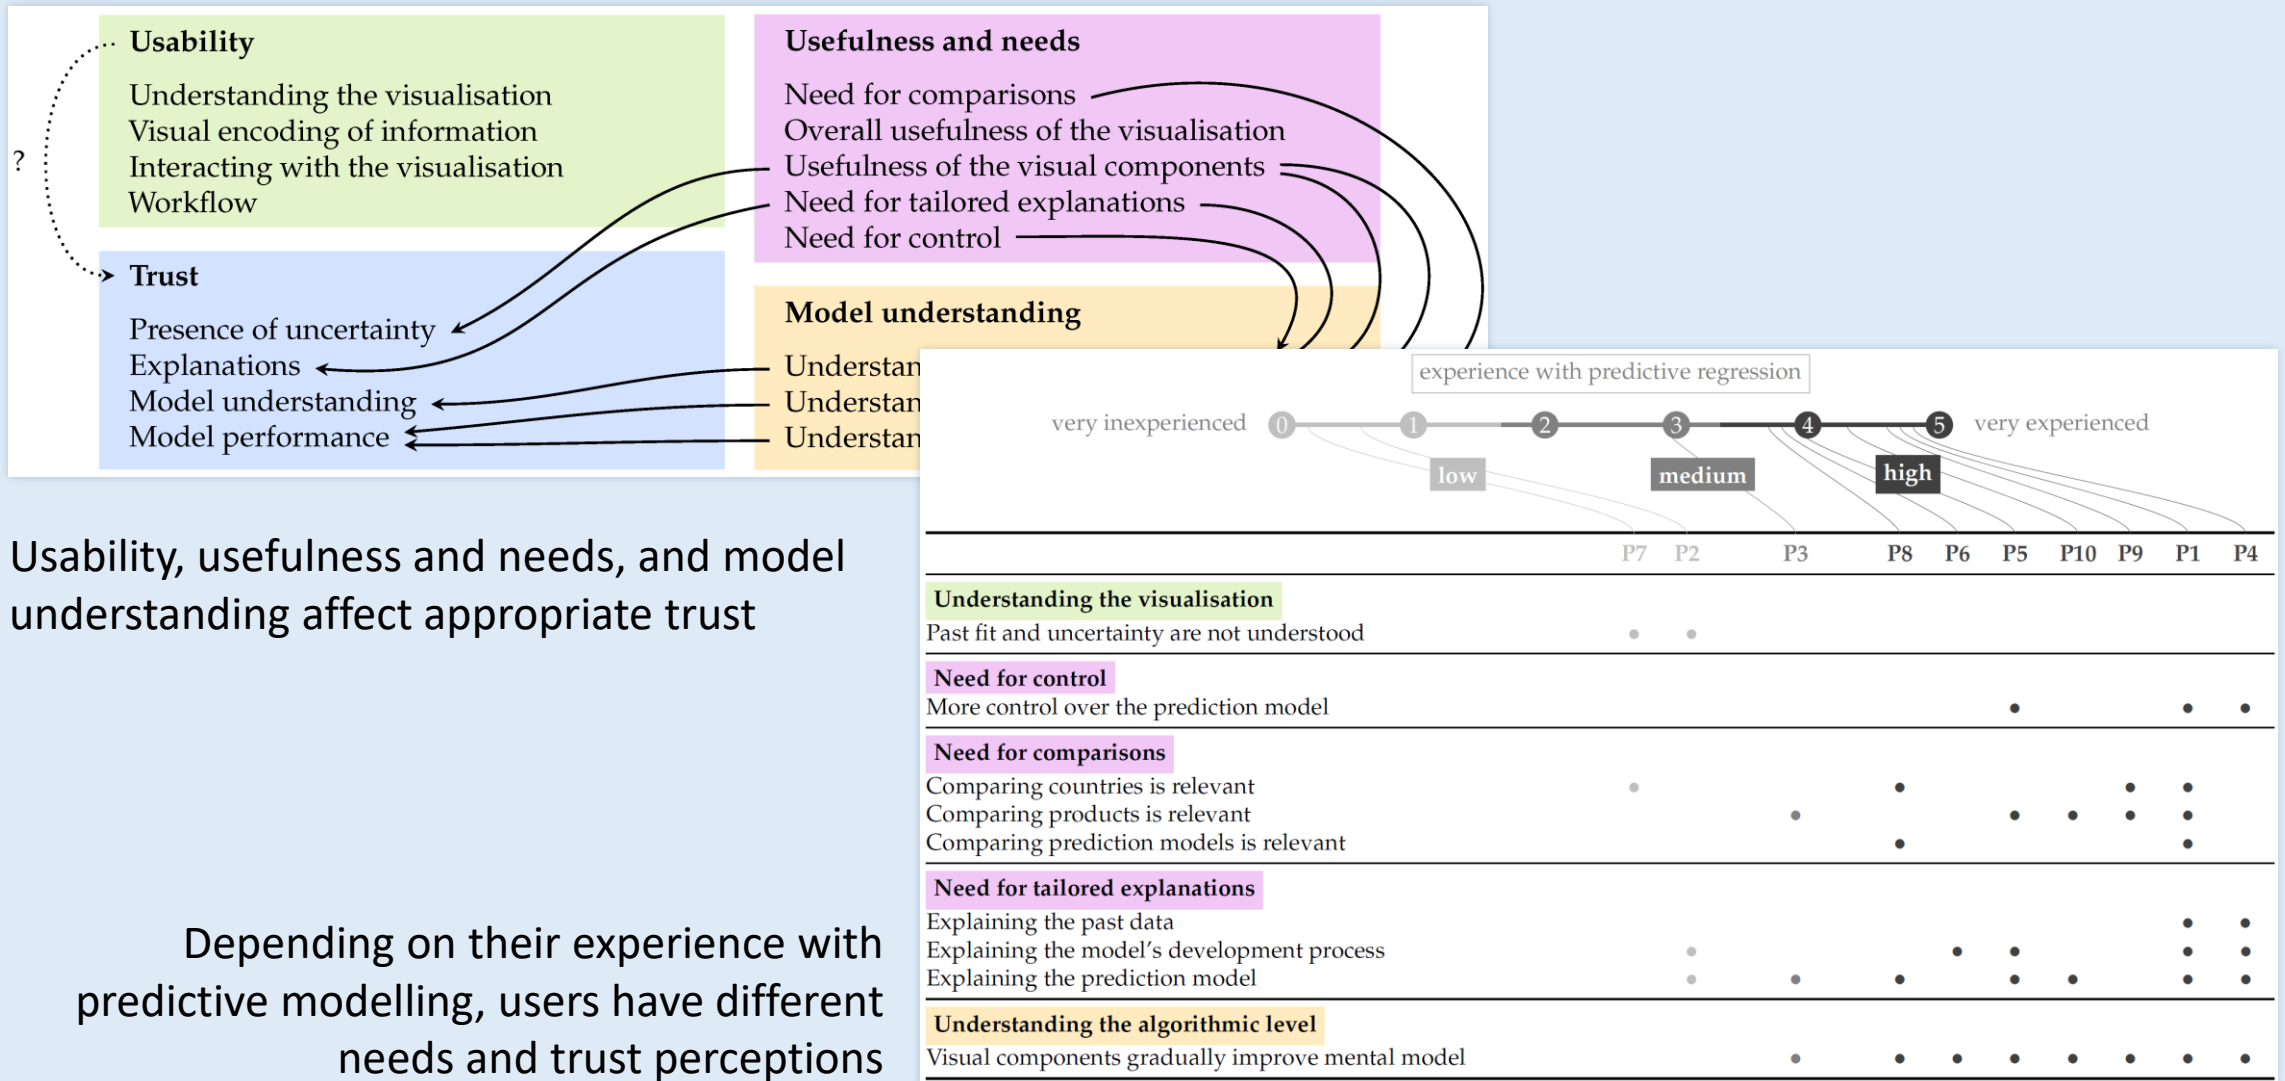 Usability
Understanding the visualisation
Visual encoding of information
Interacting with the visualisation
Workflow
?
Trust
Presence of uncertainty
Explanations
Model understanding
Model performance
Usefulness and needs
Need for comparisons
Overall usefulness of the visualisation
Usefulness of the visual components
Need for tailored explanations
Need for control
Model understanding
Understan
Understan
Understan
Usability, usefulness and needs, and model
understanding affect appropriate trust
Depending on their experience with
predictive modelling, users have different
needs and trust perceptions
experience with predictive regression
very inexperienced 0 1 2 3 4 5 very experienced
low medium high
P7 P2 P3 P8 P6 P5 P10 P9 P1 P4
Understanding the visualisation
Past fit and uncertainty are not understood
Need for control
More control over the prediction model
Need for comparisons
Comparing countries is relevant
Comparing products is relevant
Comparing prediction models is relevant
Need for tailored explanations
Explaining the past data
Explaining the model's development process
Explaining the prediction model
Understanding the algorithmic level
Visual components gradually improve mental model